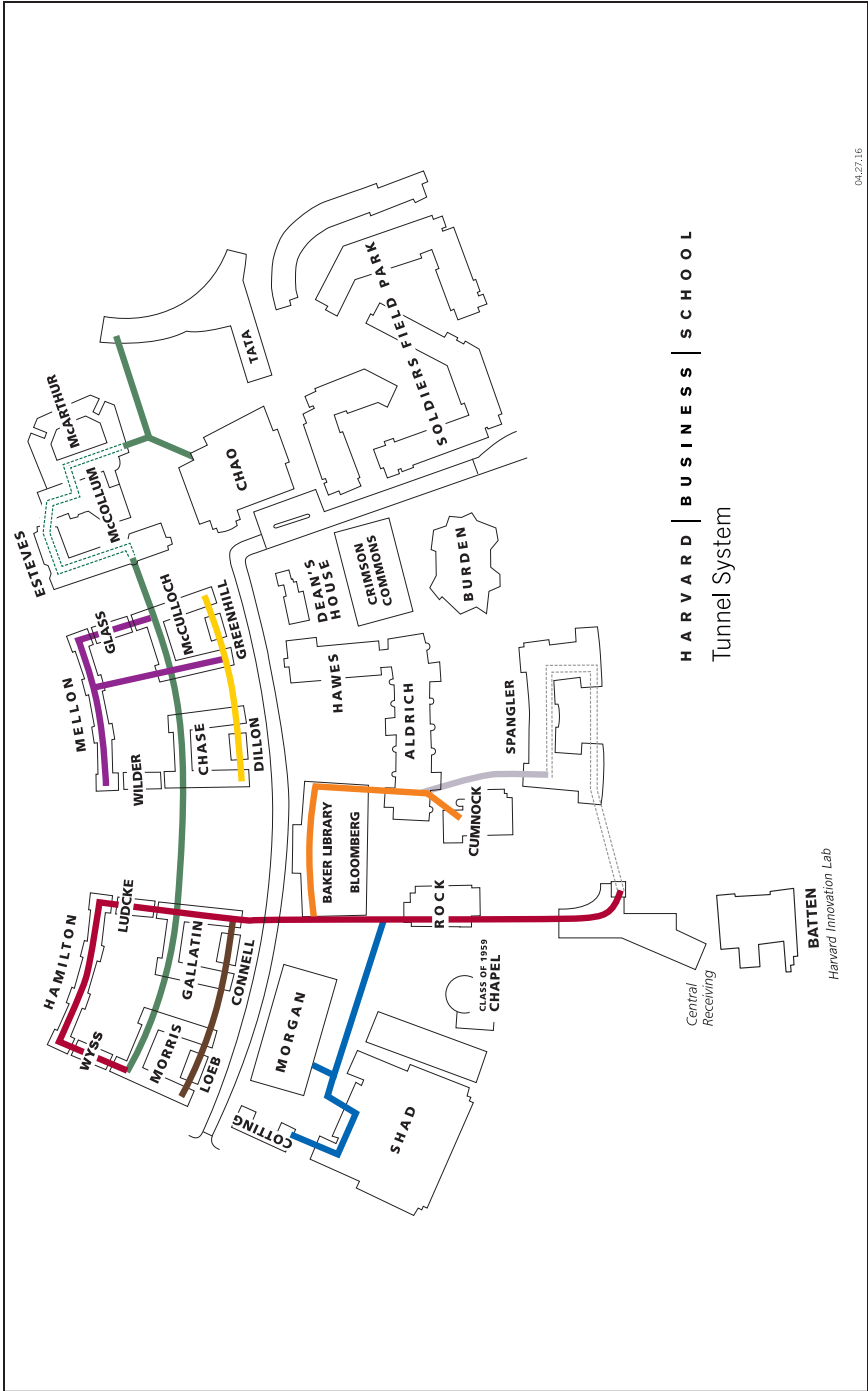 HARVARD | BUSINESS | SCHOOL
Tunnel System
HAMILTON
WYSS
LUDCKE
MORRIS
GALLATIN
LOEB
CONNELL
MELLON
WILDER
GLASS
CHASE
McCULLOCH
DILLON
GREENHILL
ESTEVES
McCOLLUM
McARTHUR
TATA
CHAO
SOLDIERS FIELD PARK
COTTING
MORGAN
SHAD
CLASS OF 1959
CHAPEL
ROCK
BAKER LIBRARY
BLOOMBERG
HAWES
DEAN'S
HOUSE
CRIMSON
COMMONS
BURDEN
ALDRICH
CUMNOCK
SPANGLER
Central
Receiving
BATTEN
Harvard Innovation Lab
04.27.16